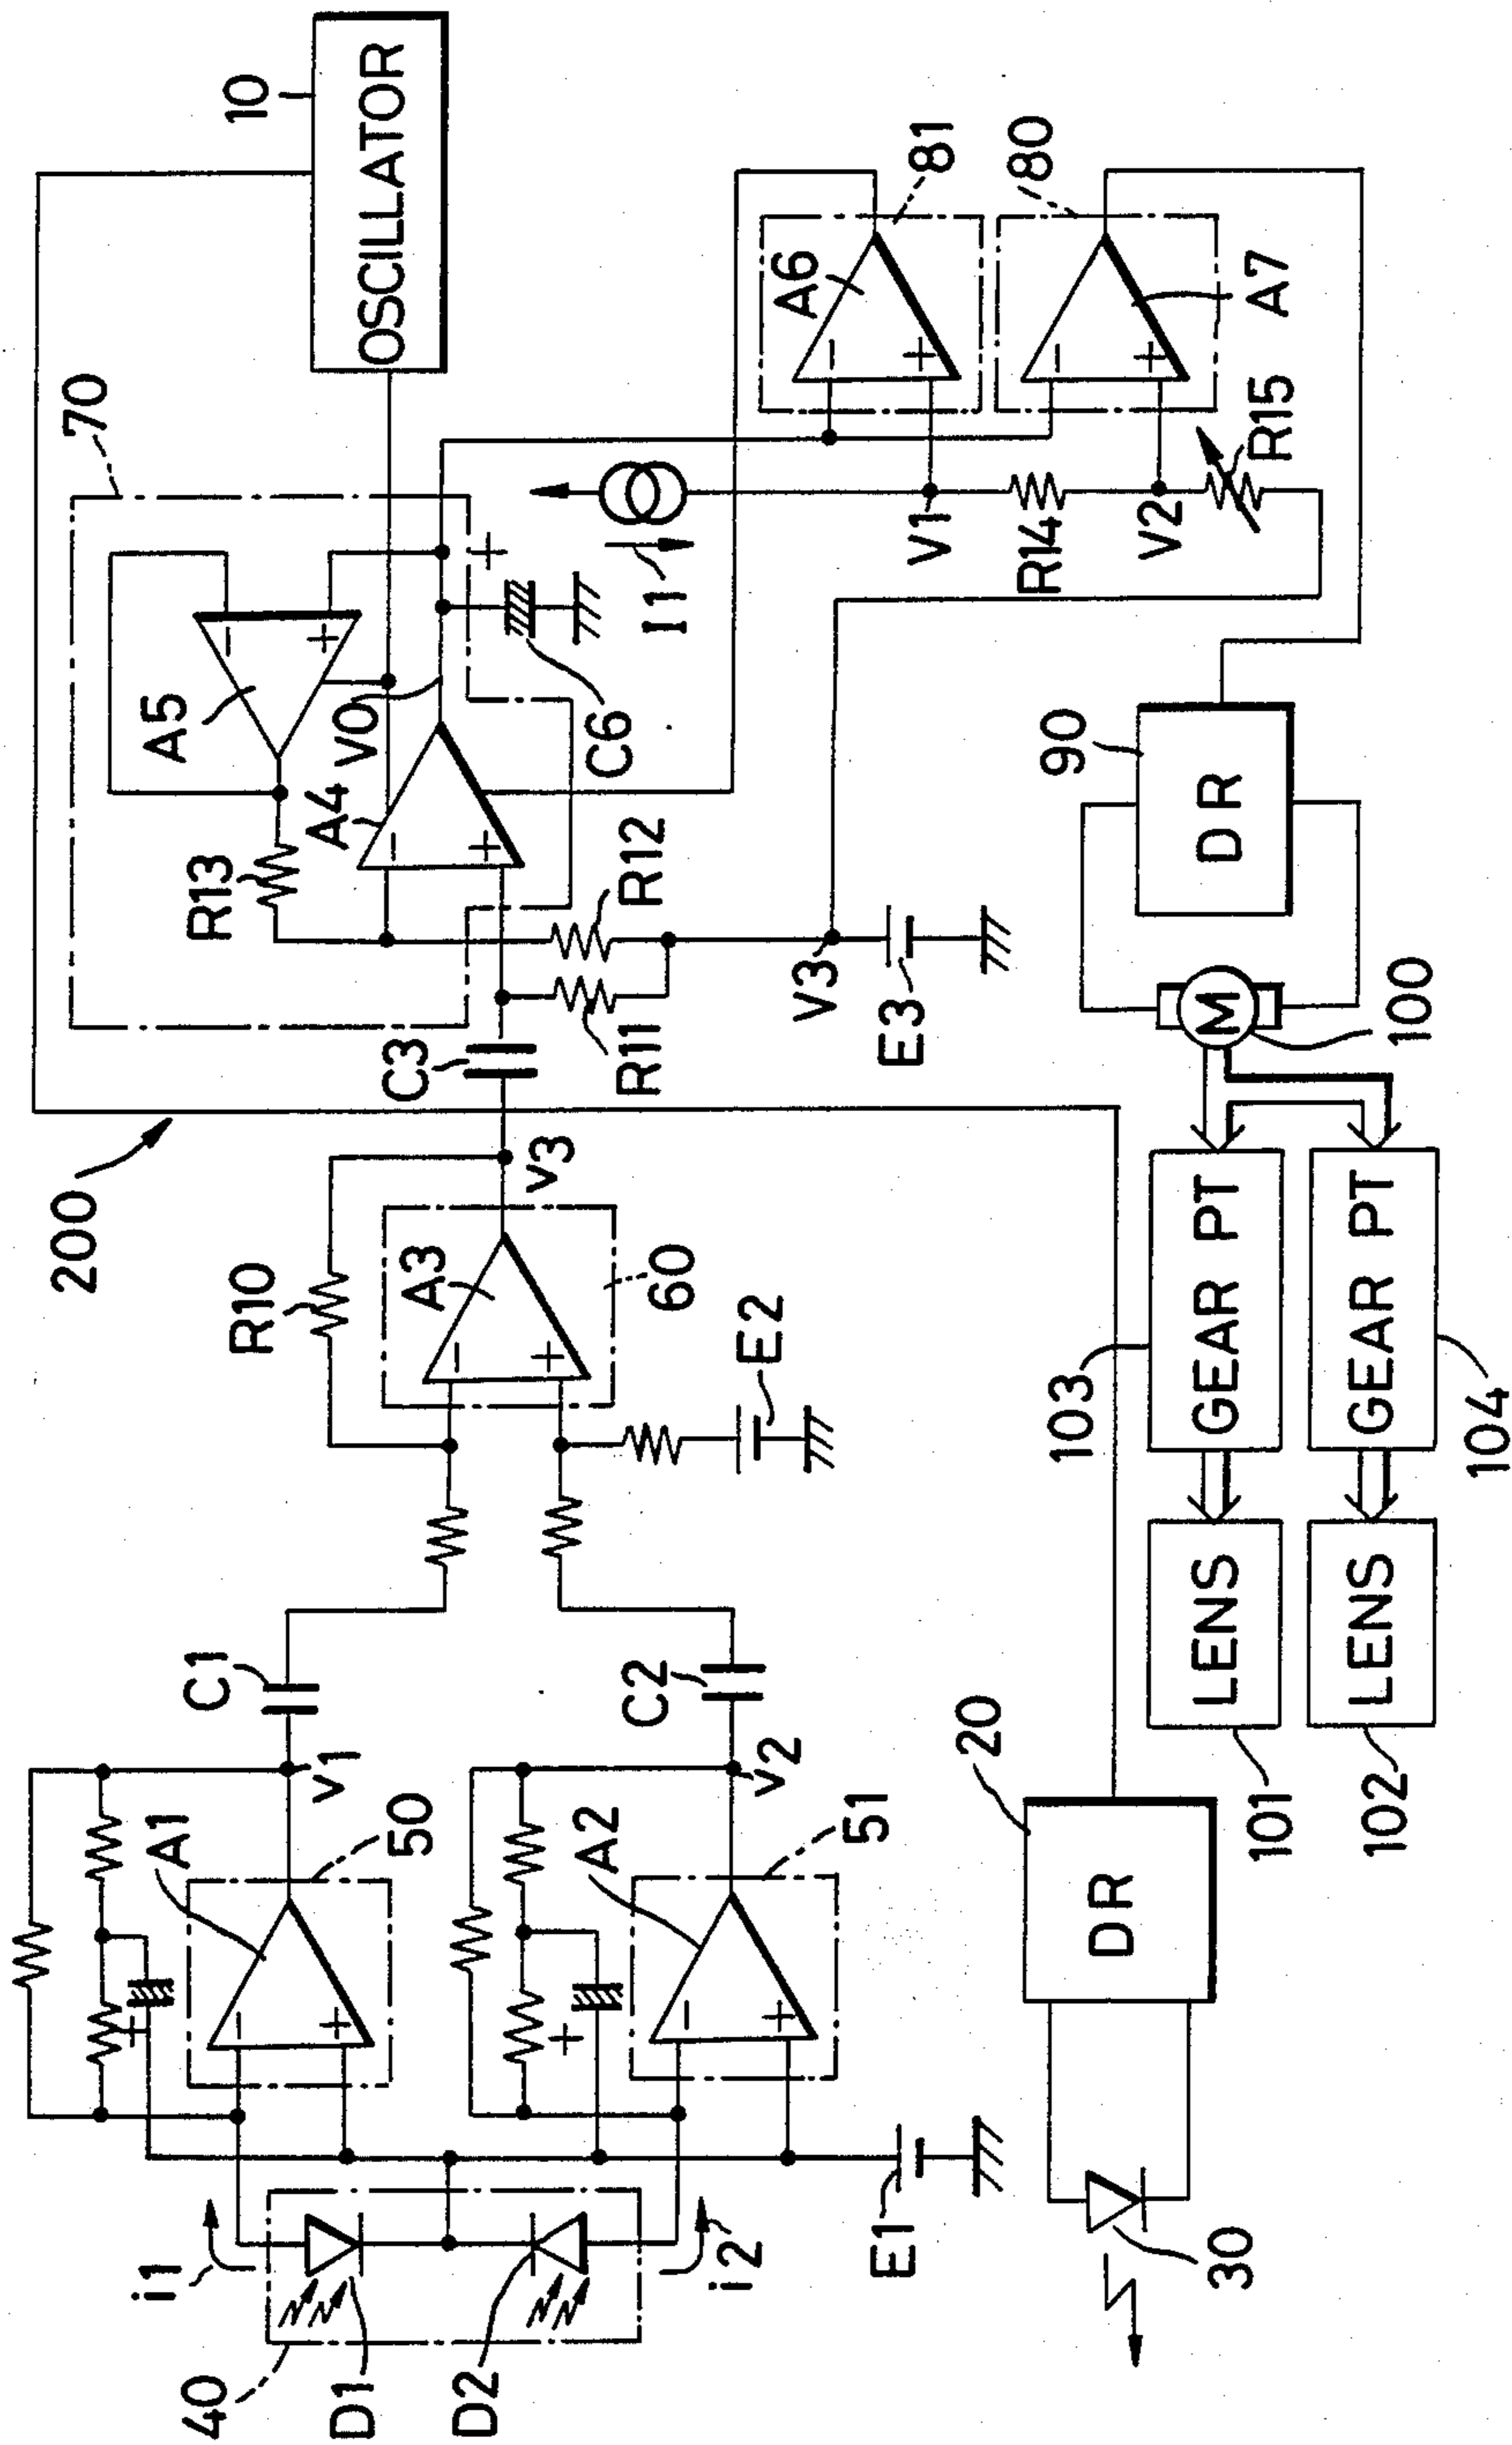 200
70
10
OSCILLATOR
A5
R13
A4
V0
C6
+
I1
R12
R11
C3
V3
E3
A6
81
80
A7
V1
R14
V2
R15
R10
A3
60
v3
E2
C1
C2
v1
v2
A1
50
A2
51
i1
i2
40
D1
D2
E1
20
DR
30
90
DR
M
100
103
GEAR PT
GEAR PT
104
LENS
101
LENS
102
− +
− +
− +
− +
− +
− +
− +
+
+